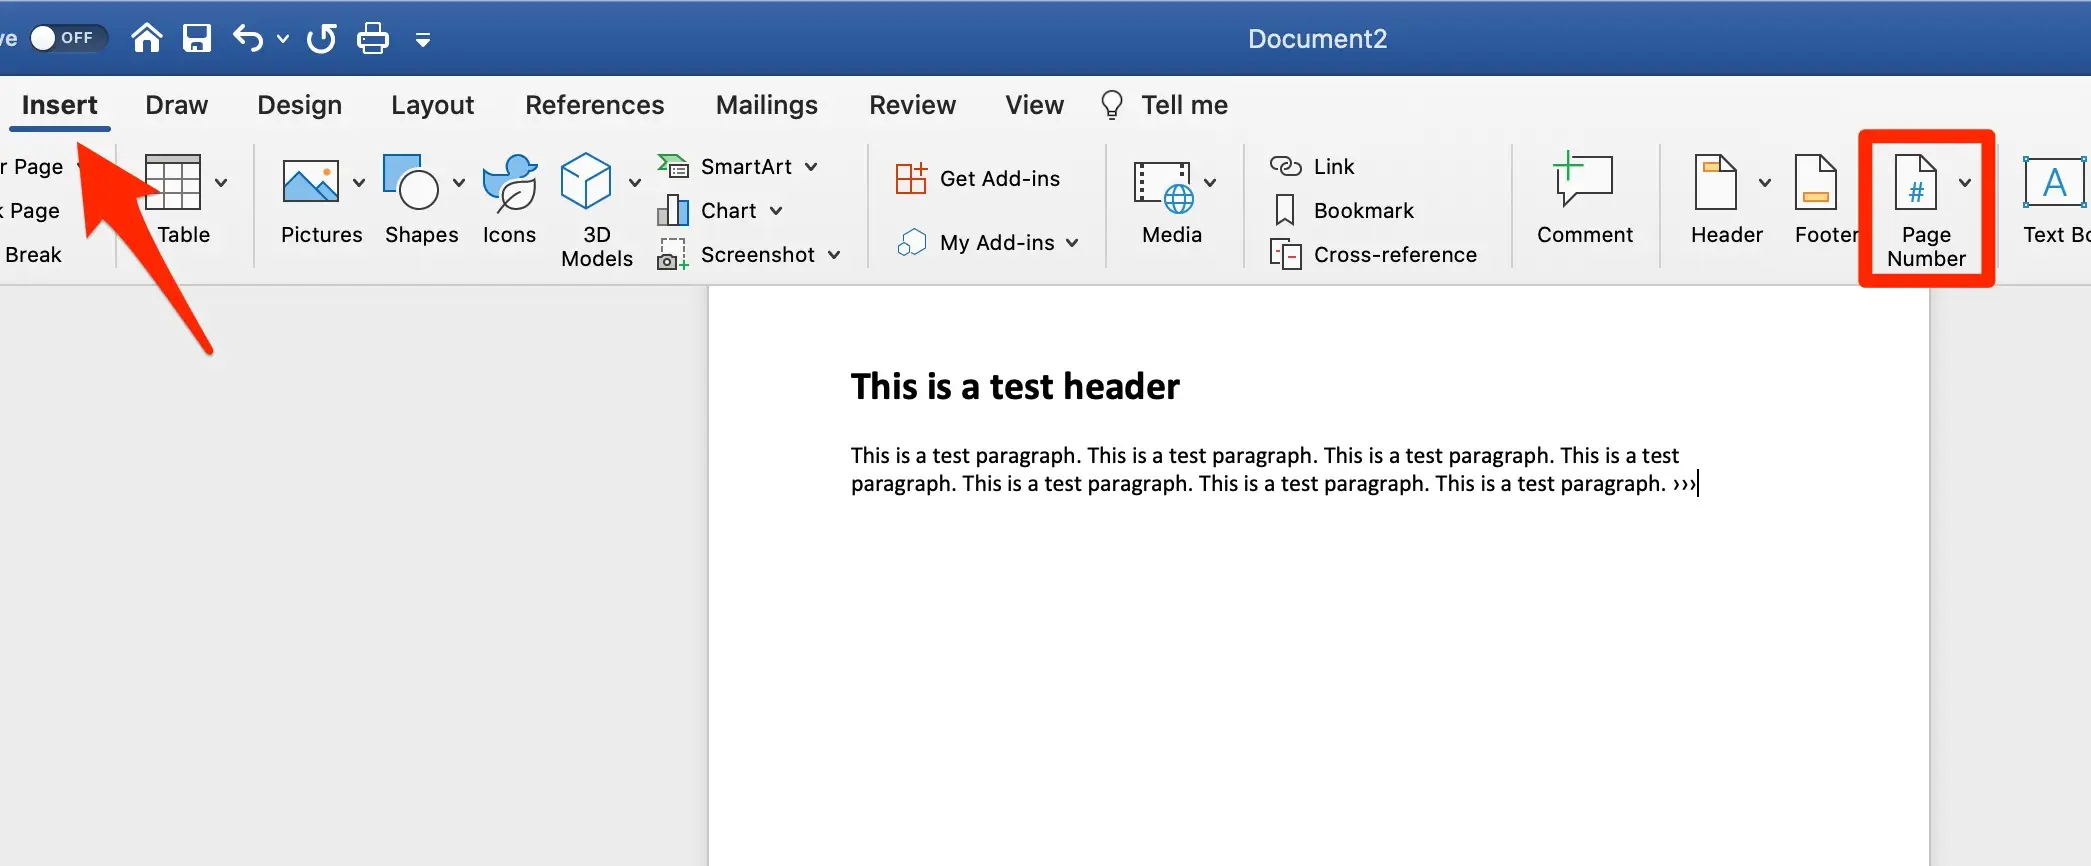 OFF
Document2
Insert Draw Design Layout References Mailings Review View Tell me
Page
Page
Break
Table
Pictures
Shapes
Icons
3D
Models
SmartArt
Chart
Screenshot
Get Add-ins
My Add-ins
Media
Link
Bookmark
Cross-reference
Comment
Header
Footer
#
Page
Number
A
Text
This is a test header
This is a test paragraph. This is a test paragraph. This is a test paragraph. This is a test
paragraph. This is a test paragraph. This is a test paragraph. This is a test paragraph. ›››